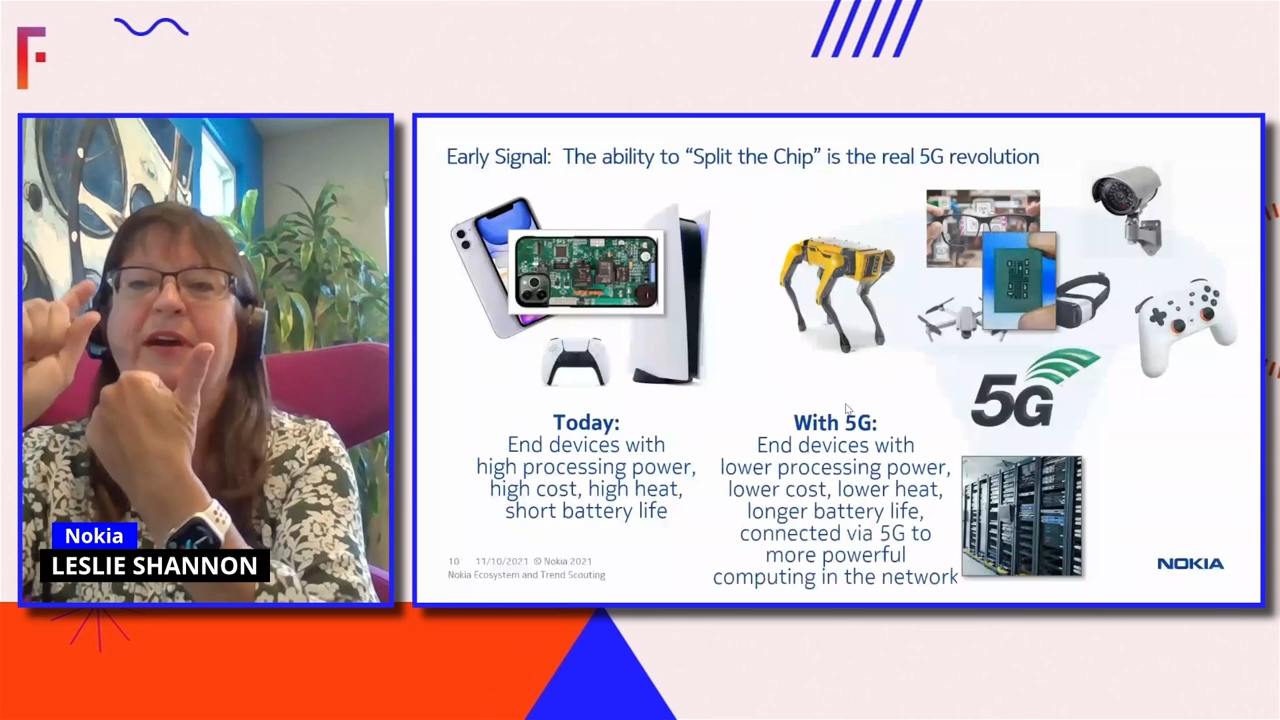 F
Nokia
LESLIE SHANNON
Early Signal: The ability to “Split the Chip” is the real 5G revolution
5G
Today:
End devices with
high processing power,
high cost, high heat,
short battery life
With 5G:
End devices with
lower processing power,
lower cost, lower heat,
longer battery life,
connected via 5G to
more powerful
computing in the network
10 11/10/2021 © Nokia 2021
Nokia Ecosystem and Trend Scouting
NOKIA